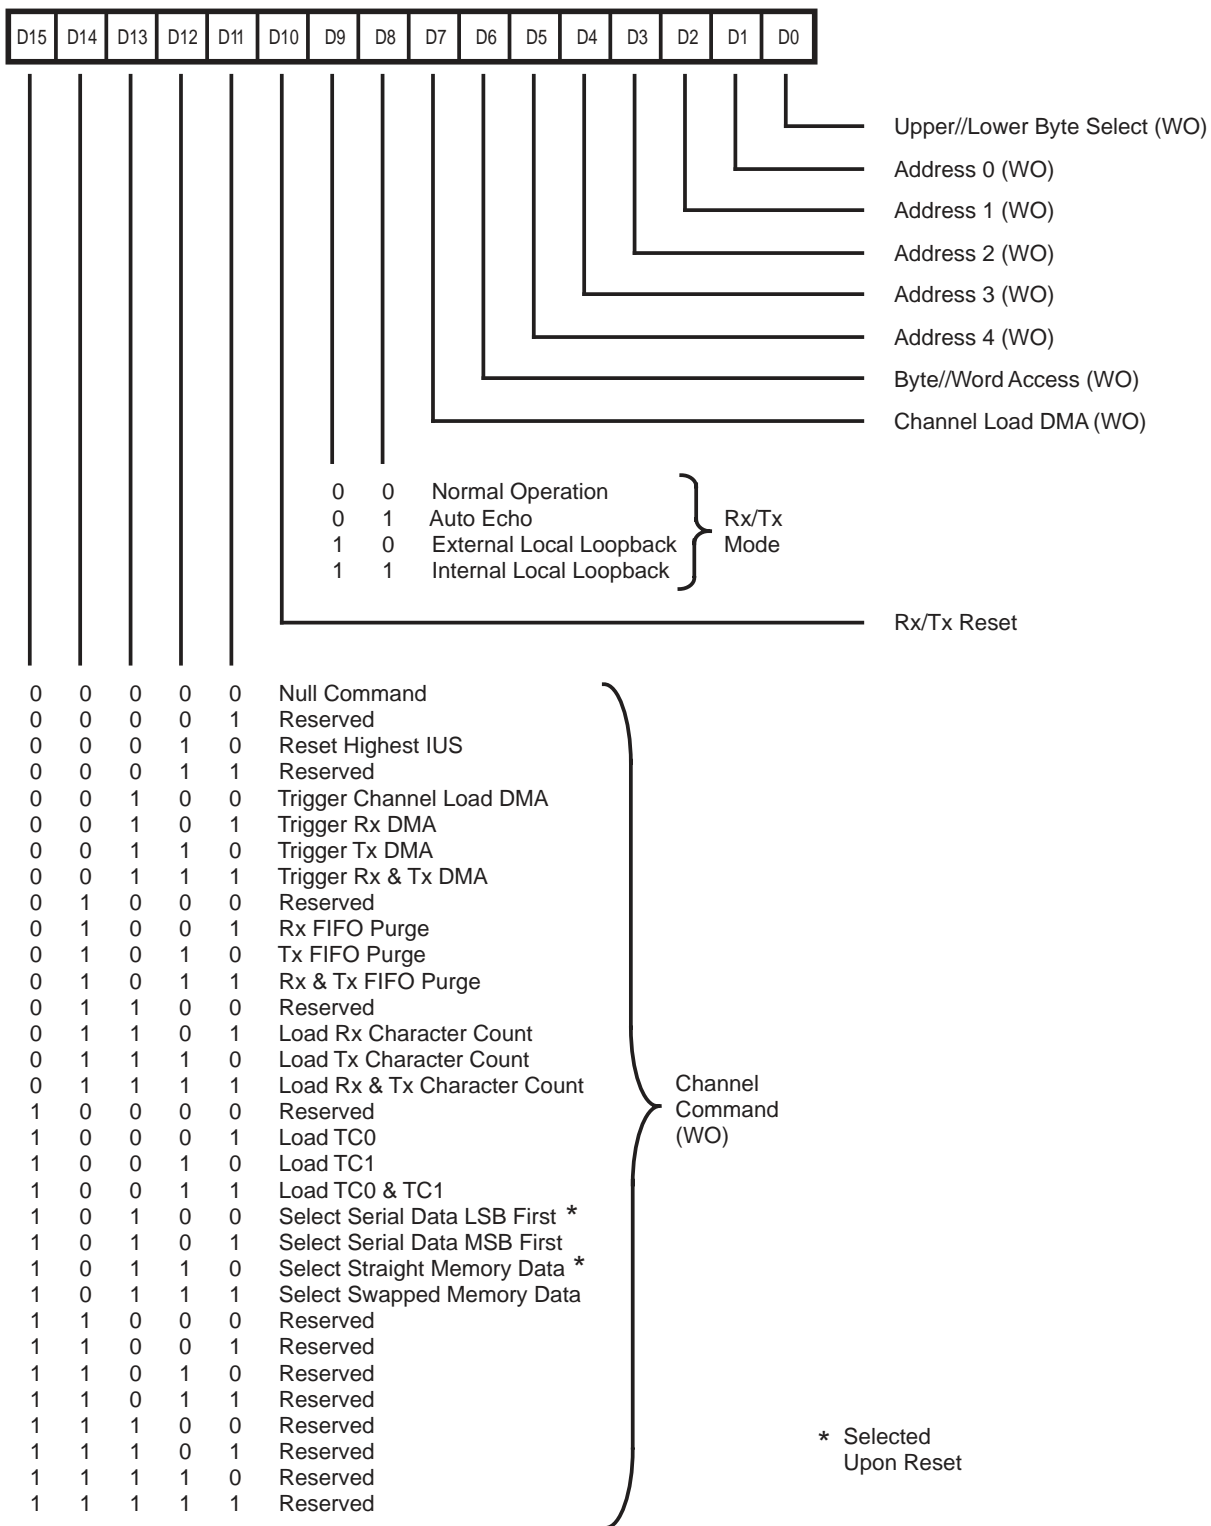 D15 D14 D13 D12 D11 D10 D9 D8 D7 D6 D5 D4 D3 D2 D1 D0
Upper//Lower Byte Select (WO)
Address 0 (WO)
Address 1 (WO)
Address 2 (WO)
Address 3 (WO)
Address 4 (WO)
Byte//Word Access (WO)
Channel Load DMA (WO)
0 0 Normal Operation
0 1 Auto Echo
1 0 External Local Loopback
1 1 Internal Local Loopback
Rx/Tx
Mode
Rx/Tx Reset
0 0 0 0 0 Null Command
0 0 0 0 1 Reserved
0 0 0 1 0 Reset Highest IUS
0 0 0 1 1 Reserved
0 0 1 0 0 Trigger Channel Load DMA
0 0 1 0 1 Trigger Rx DMA
0 0 1 1 0 Trigger Tx DMA
0 0 1 1 1 Trigger Rx & Tx DMA
0 1 0 0 0 Reserved
0 1 0 0 1 Rx FIFO Purge
0 1 0 1 0 Tx FIFO Purge
0 1 0 1 1 Rx & Tx FIFO Purge
0 1 1 0 0 Reserved
0 1 1 0 1 Load Rx Character Count
0 1 1 1 0 Load Tx Character Count
0 1 1 1 1 Load Rx & Tx Character Count
1 0 0 0 0 Reserved
1 0 0 0 1 Load TC0
1 0 0 1 0 Load TC1
1 0 0 1 1 Load TC0 & TC1
1 0 1 0 0 Select Serial Data LSB First *
1 0 1 0 1 Select Serial Data MSB First
1 0 1 1 0 Select Straight Memory Data *
1 0 1 1 1 Select Swapped Memory Data
1 1 0 0 0 Reserved
1 1 0 0 1 Reserved
1 1 0 1 0 Reserved
1 1 0 1 1 Reserved
1 1 1 0 0 Reserved
1 1 1 0 1 Reserved
1 1 1 1 0 Reserved
1 1 1 1 1 Reserved
Channel
Command
(WO)
* Selected
Upon Reset